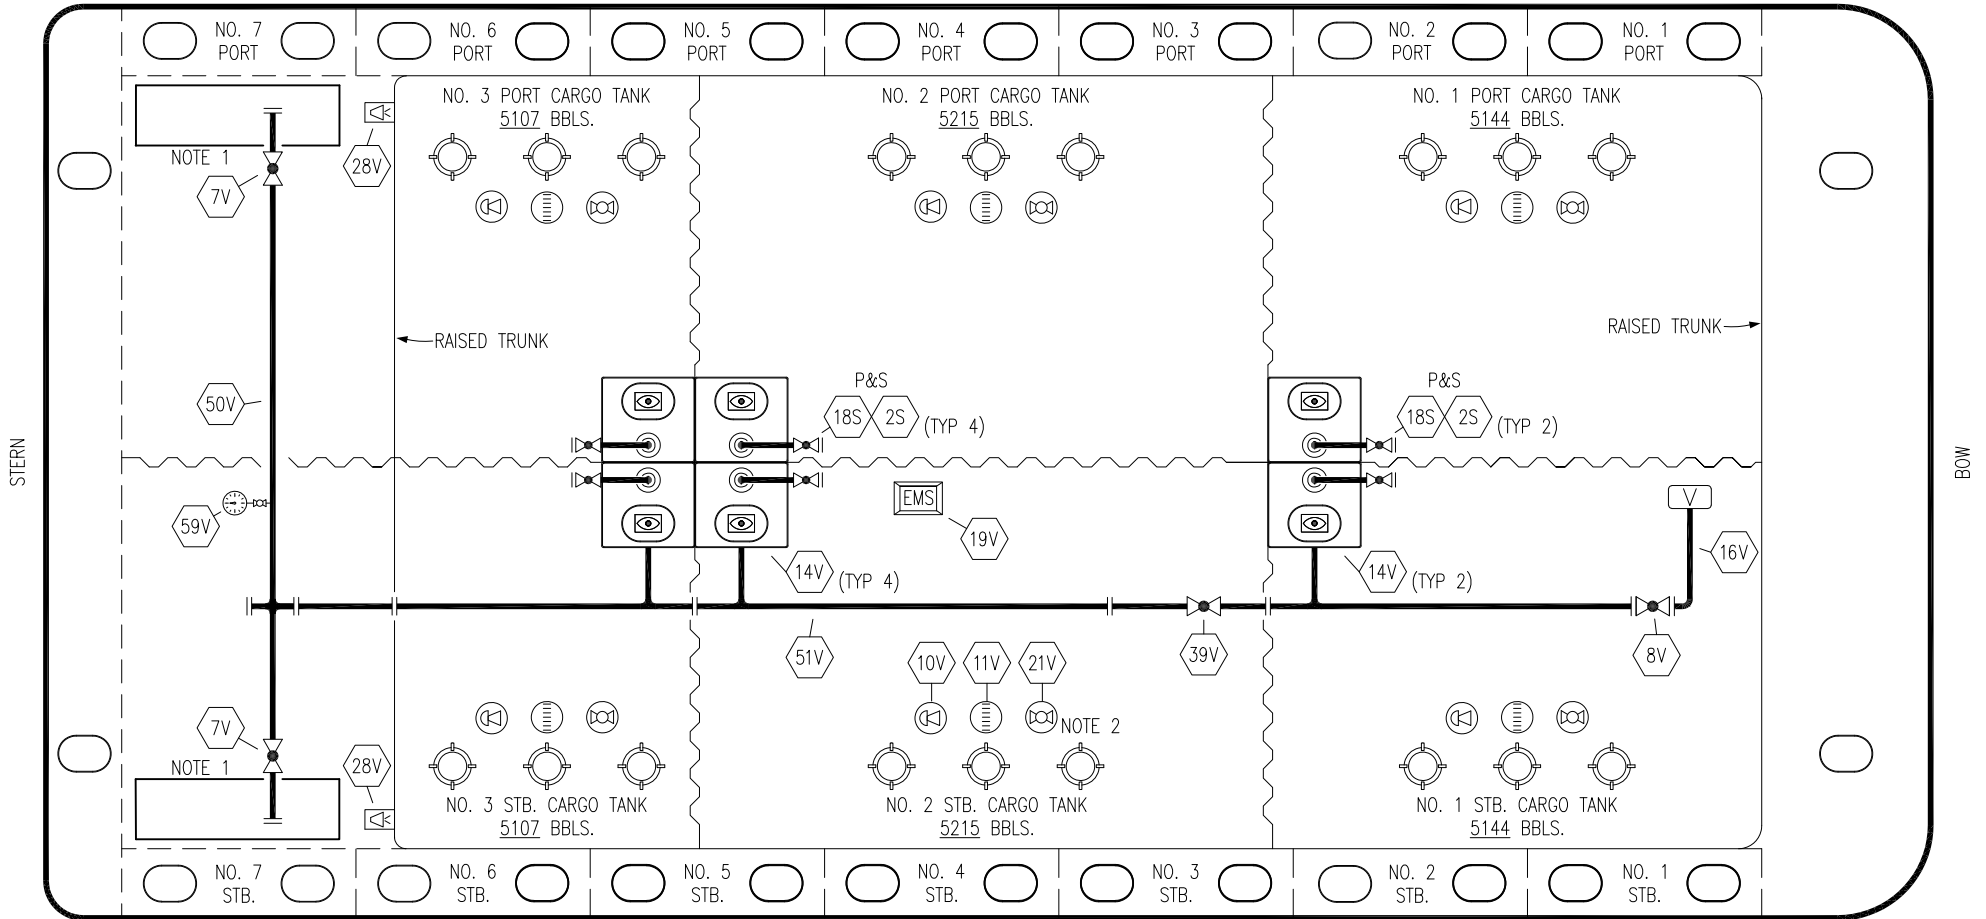 NO. 7
PORT
NO. 6
PORT
NO. 5
PORT
NO. 4
PORT
NO. 3
PORT
NO. 2
PORT
NO. 1
PORT
NO. 3 PORT CARGO TANK
5107 BBLS.
NO. 2 PORT CARGO TANK
5215 BBLS.
NO. 1 PORT CARGO TANK
5144 BBLS.
NOTE 1
28V
7V
RAISED TRUNK
RAISED TRUNK
50V
P&S
18S 2S (TYP 4)
P&S
18S 2S (TYP 2)
STERN
BOW
59V
EMS
V
19V
16V
14V (TYP 4)
14V (TYP 2)
51V
10V
11V
21V
39V
8V
7V
NOTE 2
NOTE 1
28V
NO. 3 STB. CARGO TANK
5107 BBLS.
NO. 2 STB. CARGO TANK
5215 BBLS.
NO. 1 STB. CARGO TANK
5144 BBLS.
NO. 7
STB.
NO. 6
STB.
NO. 5
STB.
NO. 4
STB.
NO. 3
STB.
NO. 2
STB.
NO. 1
STB.